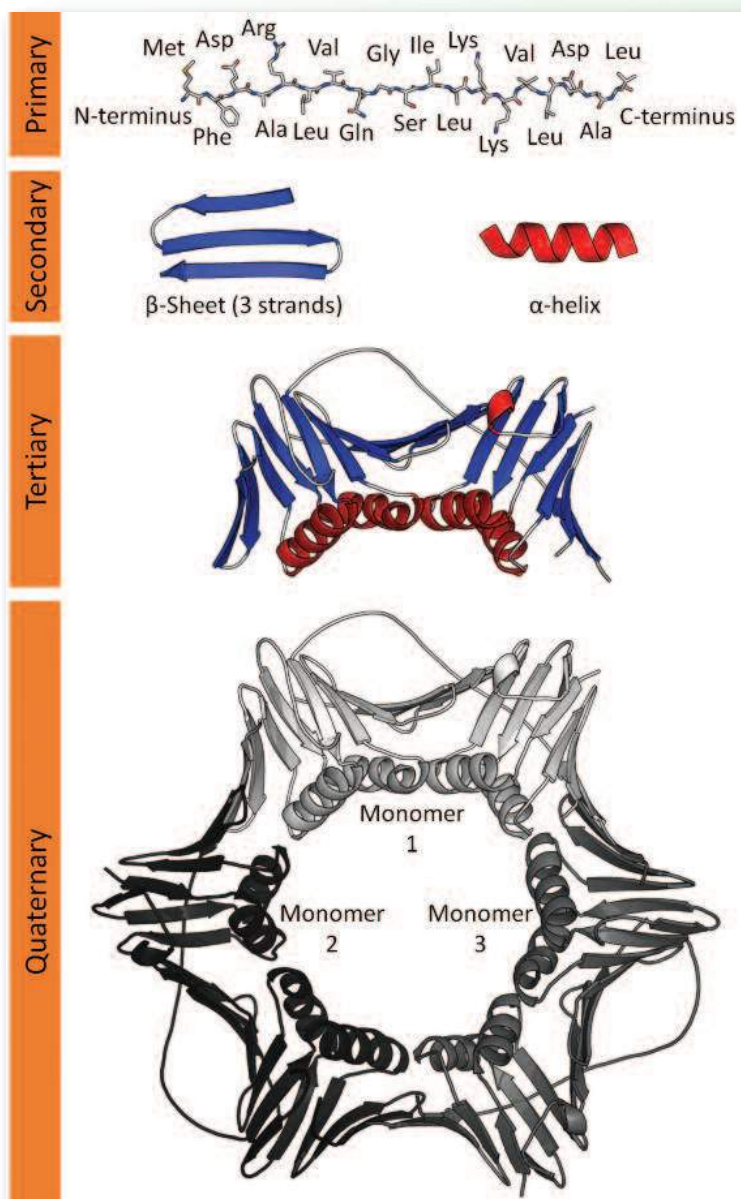 Primary
Met Asp Arg Val Gly Ile Lys Val Asp Leu
N-terminus Phe Ala Leu Gln Ser Leu Lys Leu Ala C-terminus
Secondary
β-Sheet (3 strands) α-helix
Tertiary
Quaternary
Monomer
1
Monomer Monomer
2 3